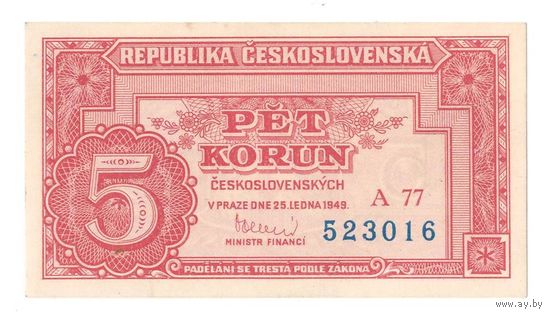 REPUBLIKA ČESKOSLOVENSKÁ
PĚT
KORUN
5
ČESKOSLOVENSKÝCH
V PRAZE DNE 25. LEDNA 1949.
A 77
MINISTR FINANCÍ
523016
PADĚLÁNÍ SE TRESTÁ PODLE ZÁKONA
www.ay.by